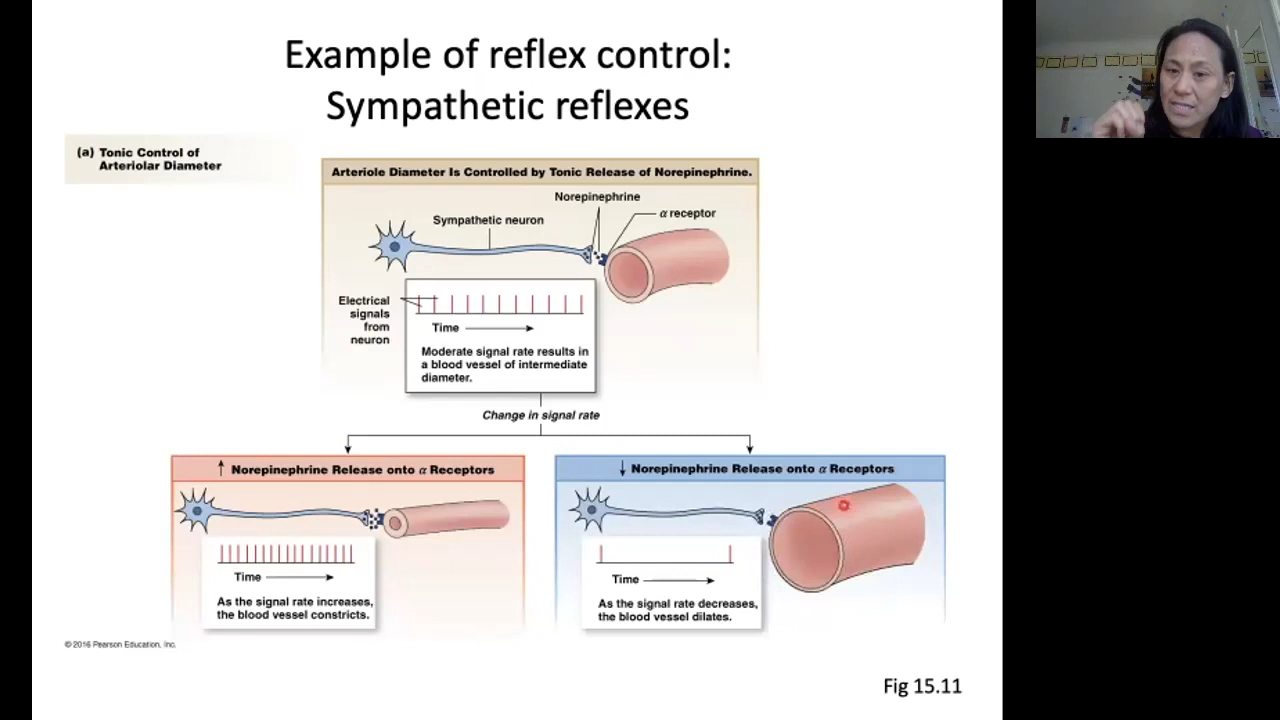 Example of reflex control:
Sympathetic reflexes
(a) Tonic Control of
Arteriolar Diameter
Arteriole Diameter Is Controlled by Tonic Release of Norepinephrine.
Norepinephrine
Sympathetic neuron
α receptor
Electrical
signals
from
neuron
Time
Moderate signal rate results in
a blood vessel of intermediate
diameter.
Change in signal rate
↑ Norepinephrine Release onto α Receptors
Time
As the signal rate increases,
the blood vessel constricts.
↓ Norepinephrine Release onto α Receptors
Time
As the signal rate decreases,
the blood vessel dilates.
© 2016 Pearson Education, Inc.
Fig 15.11